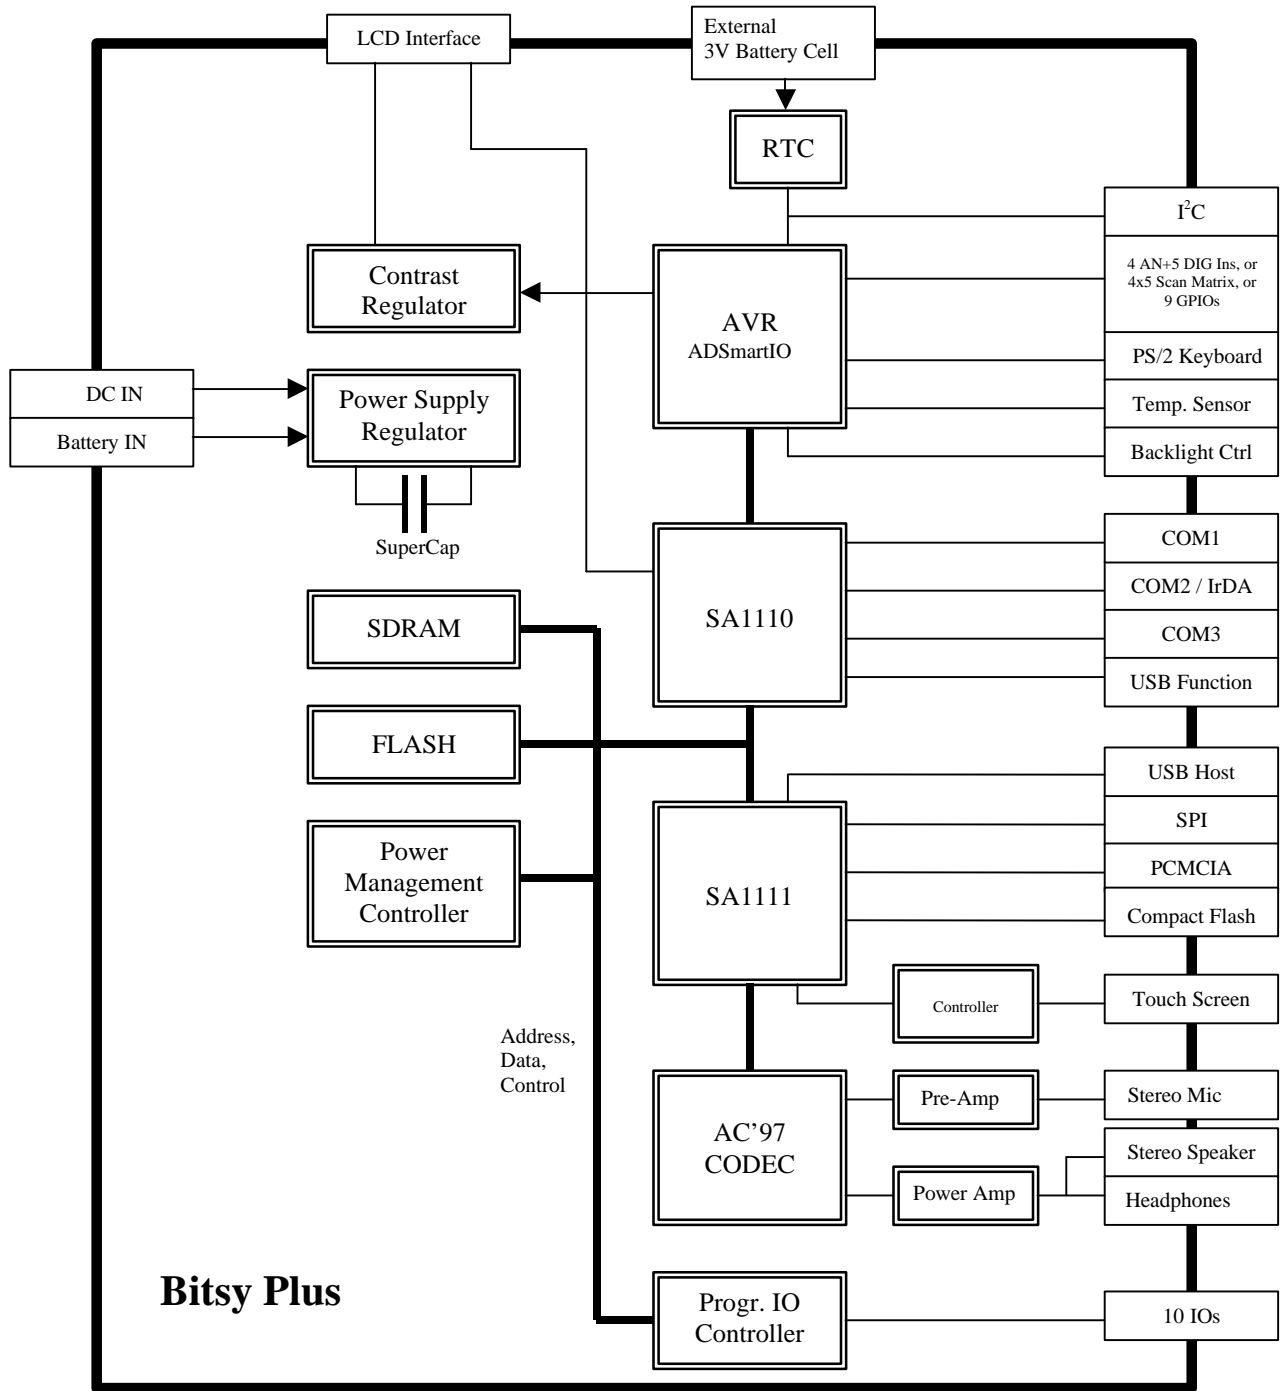 LCD Interface
External
3V Battery Cell
RTC
I²C
4 AN+5 DIG Ins, or
4x5 Scan Matrix, or
9 GPIOs
Contrast
Regulator
AVR
ADSmartIO
PS/2 Keyboard
DC IN
Battery IN
Power Supply
Regulator
Temp. Sensor
Backlight Ctrl
SuperCap
COM1
COM2 / IrDA
COM3
USB Function
SDRAM
SA1110
FLASH
USB Host
SPI
PCMCIA
Compact Flash
Power
Management
Controller
SA1111
Controller
Touch Screen
Address,
Data,
Control
AC’97
CODEC
Pre-Amp
Stereo Mic
Stereo Speaker
Power Amp
Headphones
Bitsy Plus
Progr. IO
Controller
10 IOs